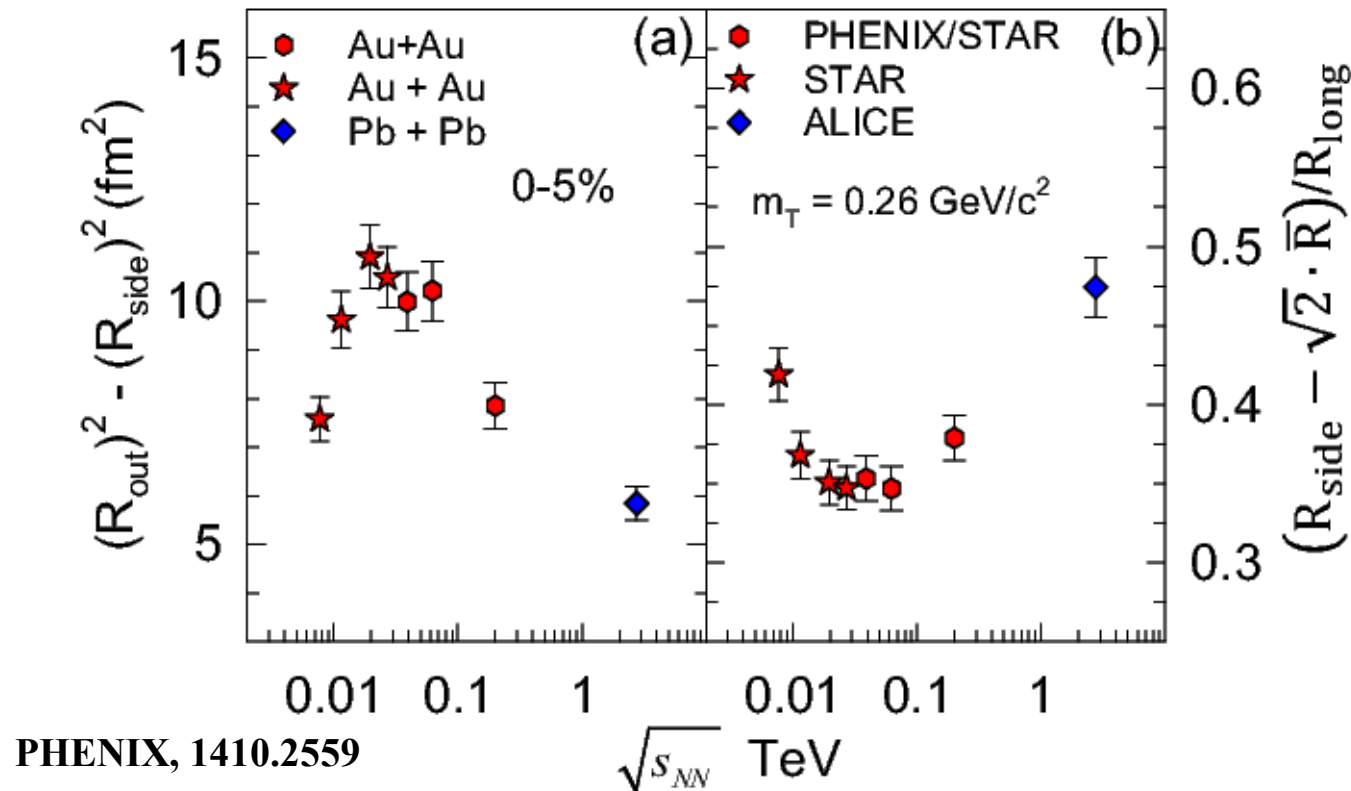 (R_out)^2 - (R_side)^2 (fm^2)
15
10
5
(a)
Au+Au
Au + Au
Pb + Pb
0-5%
0.01 0.1 1
(b)
PHENIX/STAR
STAR
ALICE
m_T = 0.26 GeV/c^2
0.01 0.1 1
0.6
0.5
0.4
0.3
(R_side − √2 · R̅)/R_long
√s_NN TeV
PHENIX, 1410.2559